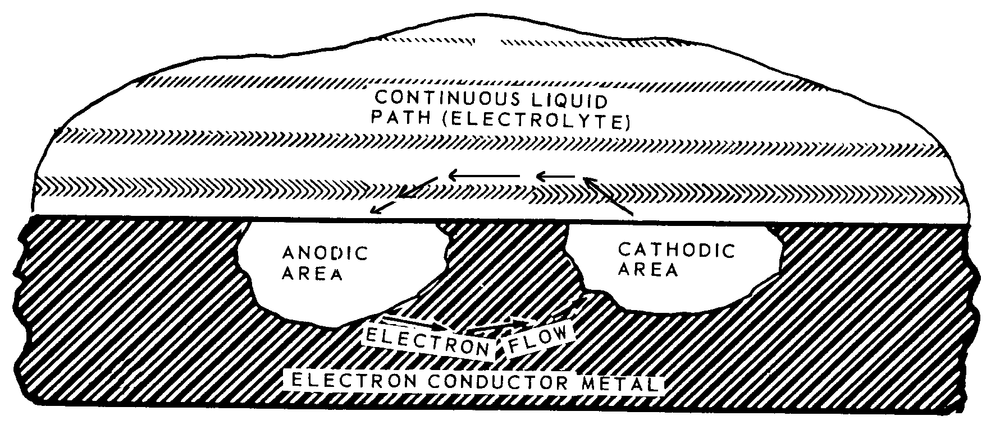 CONTINUOUS LIQUID
PATH (ELECTROLYTE)
ANODIC
AREA
CATHODIC
AREA
ELECTRON FLOW
ELECTRON CONDUCTOR METAL